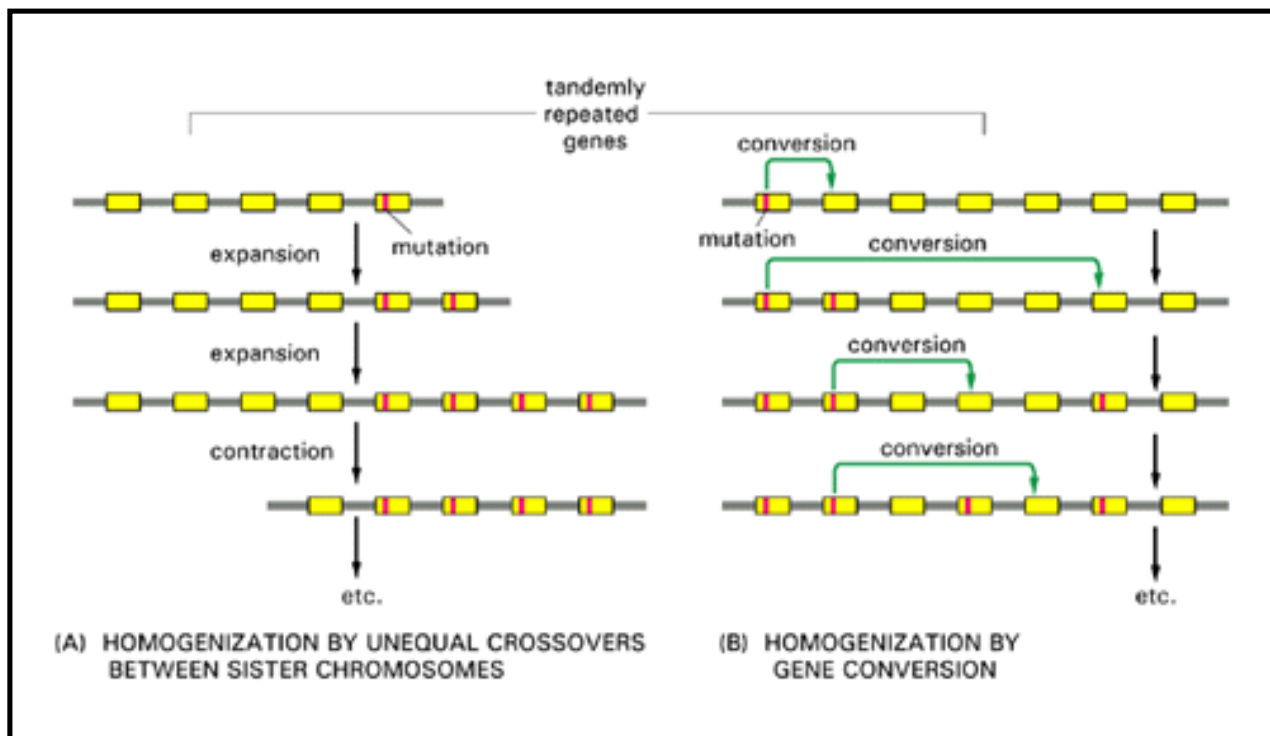 tandemly
repeated
genes
mutation
expansion
expansion
contraction
etc.
(A) HOMOGENIZATION BY UNEQUAL CROSSOVERS
BETWEEN SISTER CHROMOSOMES
conversion
mutation
conversion
conversion
conversion
etc.
(B) HOMOGENIZATION BY
GENE CONVERSION